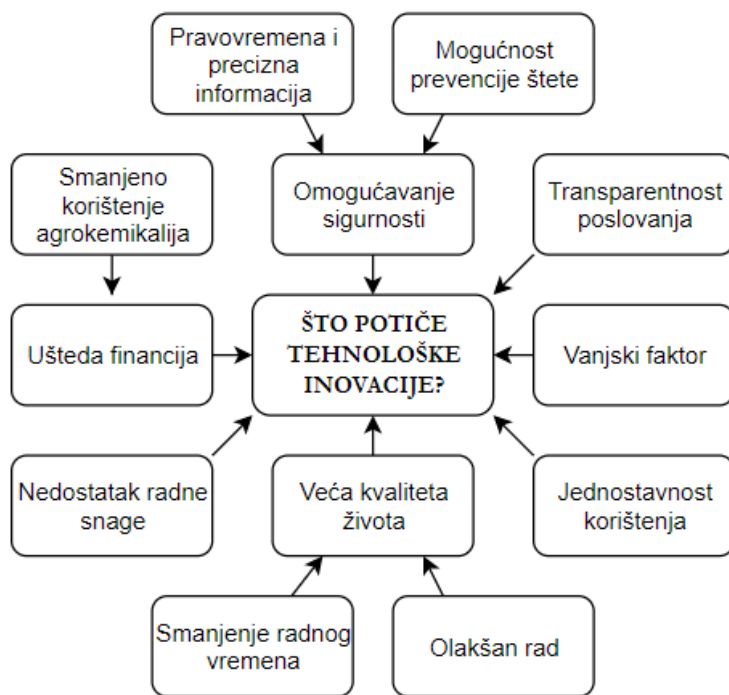 Pravovremena i
precizna
informacija
Mogućnost
prevencije štete
Smanjeno
korištenje
agrokemikalija
Omogućavanje
sigurnosti
Transparentnost
poslovanja
Ušteda financija
ŠTO POTIČE
TEHNOLOŠKE
INOVACIJE?
Vanjski faktor
Nedostatak radne
snage
Veća kvaliteta
života
Jednostavnost
korištenja
Smanjenje radnog
vremena
Olakšan rad